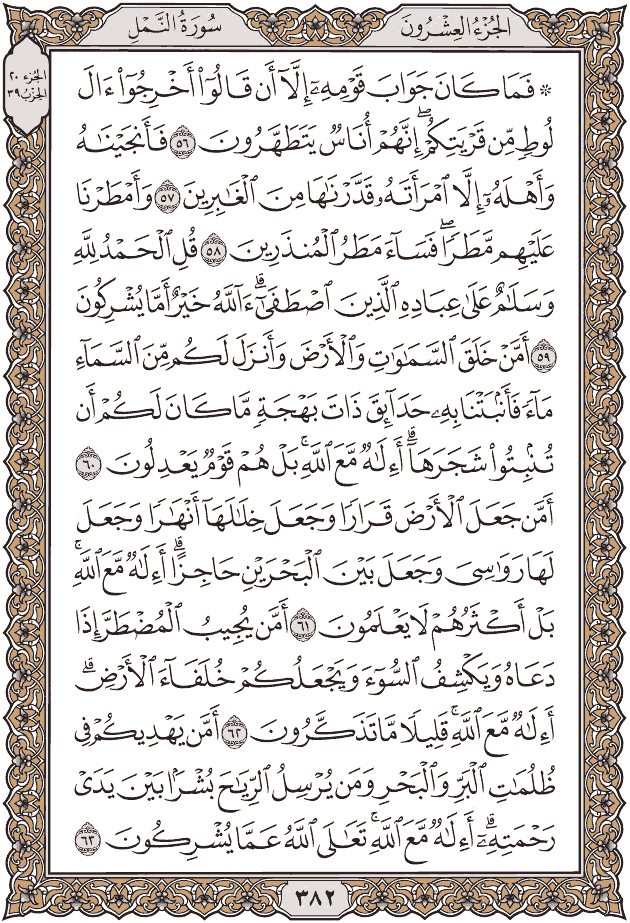 الجُزْءُ العِشْرُونَ
سُورَةُ النَّمْلِ
الجزء ٢٠
الحزب ٣٩
* فَمَا كَانَ جَوَابَ قَوْمِهِۦٓ إِلَّآ أَن قَالُوٓا۟ أَخْرِجُوٓا۟ ءَالَ
لُوطٍ مِّن قَرْيَتِكُمْ ۖ إِنَّهُمْ أُنَاسٌ يَتَطَهَّرُونَ ٥٦ فَأَنجَيْنَٰهُ
وَأَهْلَهُۥٓ إِلَّا ٱمْرَأَتَهُۥ قَدَّرْنَٰهَا مِنَ ٱلْغَٰبِرِينَ ٥٧ وَأَمْطَرْنَا
عَلَيْهِم مَّطَرًا ۖ فَسَآءَ مَطَرُ ٱلْمُنذَرِينَ ٥٨ قُلِ ٱلْحَمْدُ لِلَّهِ
وَسَلَٰمٌ عَلَىٰ عِبَادِهِ ٱلَّذِينَ ٱصْطَفَىٰٓ ۗ ءَآللَّهُ خَيْرٌ أَمَّا يُشْرِكُونَ
٥٩ أَمَّنْ خَلَقَ ٱلسَّمَٰوَٰتِ وَٱلْأَرْضَ وَأَنزَلَ لَكُم مِّنَ ٱلسَّمَآءِ
مَآءً فَأَنۢبَتْنَا بِهِۦ حَدَآئِقَ ذَاتَ بَهْجَةٍ مَّا كَانَ لَكُمْ أَن
تُنۢبِتُوا۟ شَجَرَهَآ ۗ أَءِلَٰهٌ مَّعَ ٱللَّهِ ۚ بَلْ هُمْ قَوْمٌ يَعْدِلُونَ ٦٠
أَمَّن جَعَلَ ٱلْأَرْضَ قَرَارًا وَجَعَلَ خِلَٰلَهَآ أَنْهَٰرًا وَجَعَلَ
لَهَا رَوَٰسِىَ وَجَعَلَ بَيْنَ ٱلْبَحْرَيْنِ حَاجِزًا ۗ أَءِلَٰهٌ مَّعَ ٱللَّهِ ۚ
بَلْ أَكْثَرُهُمْ لَا يَعْلَمُونَ ٦١ أَمَّن يُجِيبُ ٱلْمُضْطَرَّ إِذَا
دَعَاهُ وَيَكْشِفُ ٱلسُّوٓءَ وَيَجْعَلُكُمْ خُلَفَآءَ ٱلْأَرْضِ ۗ
أَءِلَٰهٌ مَّعَ ٱللَّهِ ۚ قَلِيلًا مَّا تَذَكَّرُونَ ٦٢ أَمَّن يَهْدِيكُمْ فِى
ظُلُمَٰتِ ٱلْبَرِّ وَٱلْبَحْرِ وَمَن يُرْسِلُ ٱلرِّيَٰحَ بُشْرًۢا بَيْنَ يَدَىْ
رَحْمَتِهِۦٓ ۗ أَءِلَٰهٌ مَّعَ ٱللَّهِ ۚ تَعَٰلَى ٱللَّهُ عَمَّا يُشْرِكُونَ ٦٣
٣٨٢